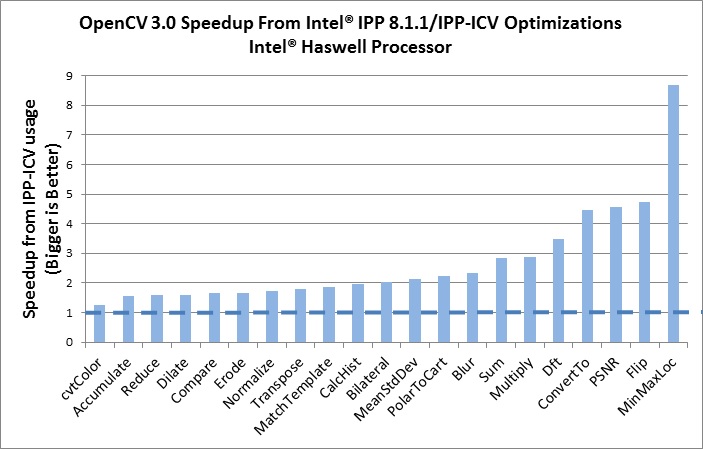 OpenCV 3.0 Speedup From Intel® IPP 8.1.1/IPP-ICV Optimizations
Intel® Haswell Processor
Speedup from IPP-ICV usage
(Bigger is Better)
9
8
7
6
5
4
3
2
1
0
cvtColor
Accumulate
Reduce
Dilate
Compare
Erode
Normalize
Transpose
MatchTemplate
CalcHist
Bilateral
MeanStdDev
PolarToCart
Blur
Sum
Multiply
Dft
ConvertTo
PSNR
Flip
MinMaxLoc